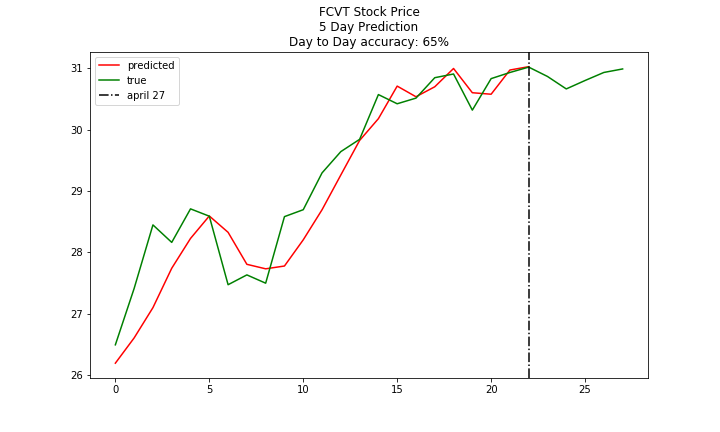 FCVT Stock Price
5 Day Prediction
Day to Day accuracy: 65%
predicted
true
april 27
31
30
29
28
27
26
0 5 10 15 20 25